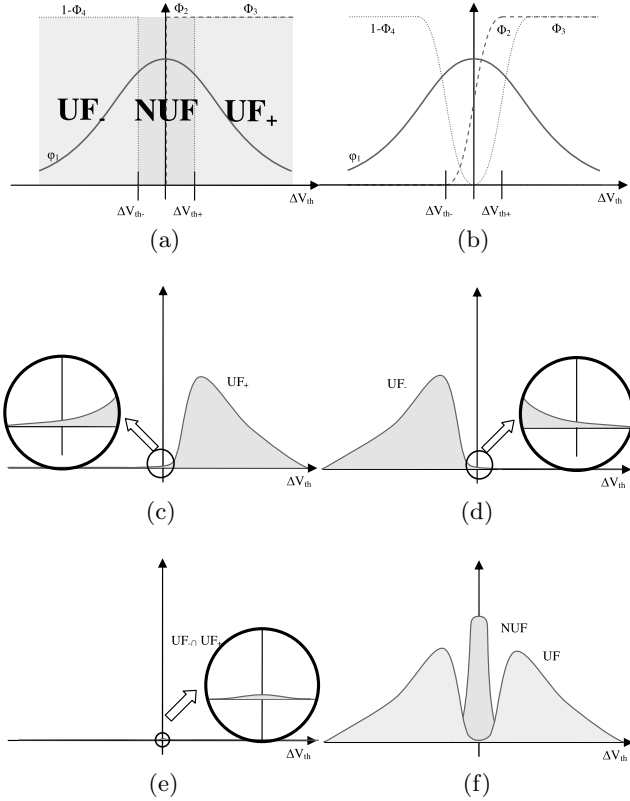 1-Φ₄ Φ₂ Φ₃
UF₋ NUF UF₊
φ₁
ΔVₜₕ
ΔVₜₕ₋ ΔVₜₕ₊
(a)
1-Φ₄ Φ₂ Φ₃
φ₁
ΔVₜₕ
ΔVₜₕ₋ ΔVₜₕ₊
(b)
UF₊
ΔVₜₕ
(c)
UF₋
ΔVₜₕ
(d)
UF₋∩ UF₊
ΔVₜₕ
(e)
NUF
UF
ΔVₜₕ
(f)